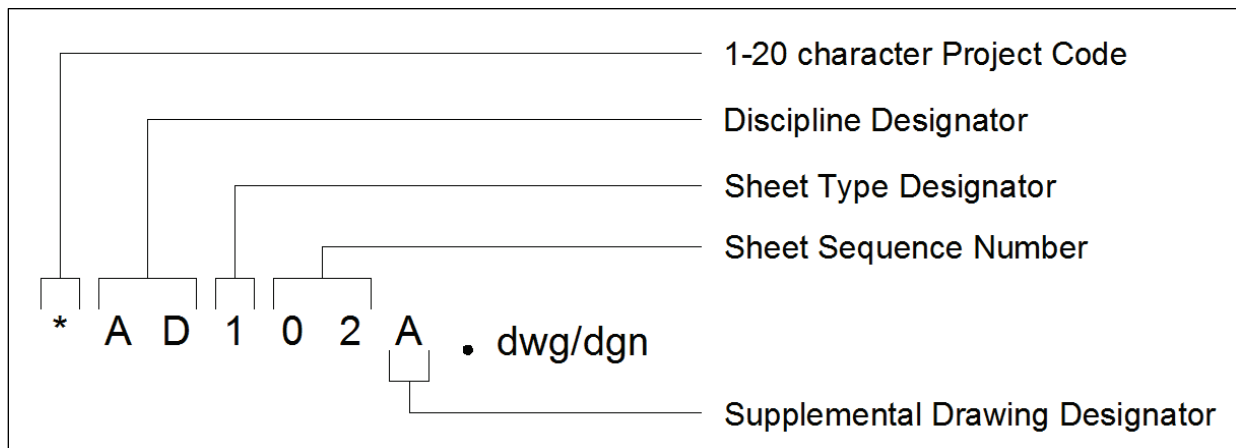 1-20 character Project Code
Discipline Designator
Sheet Type Designator
Sheet Sequence Number
* A D 1 0 2 A . dwg/dgn
Supplemental Drawing Designator